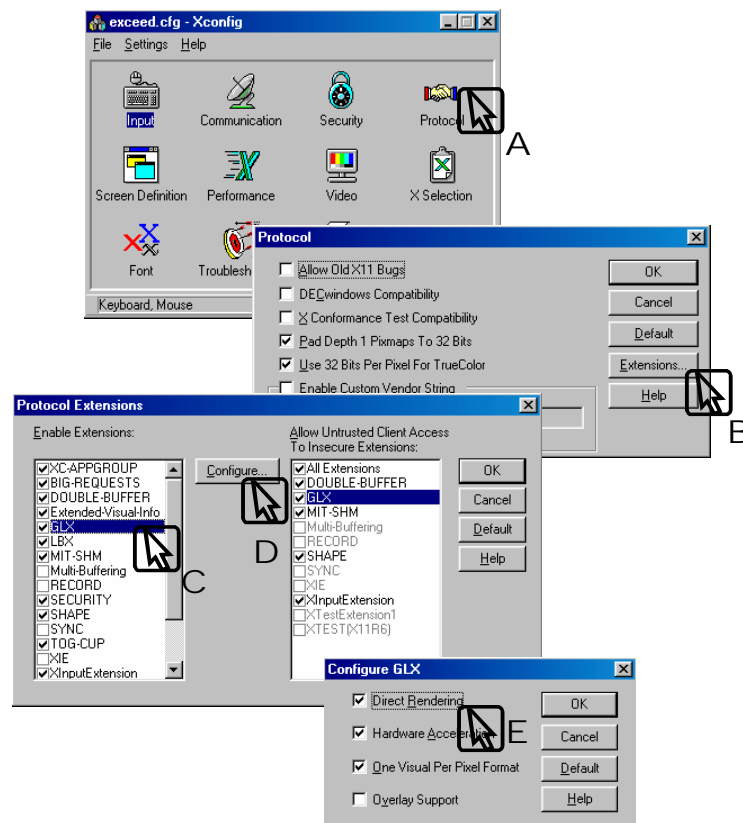 exceed.cfg - Xconfig
File Settings Help
Input Communication Security Protocol
A
Screen Definition Performance Video X Selection
Font Troublesh
Keyboard, Mouse
Protocol
Allow Old X11 Bugs
DECwindows Compatibility
X Conformance Test Compatibility
Pad Depth 1 Pixmaps To 32 Bits
Use 32 Bits Per Pixel For TrueColor
Enable Custom Vendor String
OK
Cancel
Default
Extensions...
Help
B
Protocol Extensions
Enable Extensions:
XC-APPGROUP
BIG-REQUESTS
DOUBLE-BUFFER
Extended-Visual-Info
GLX
LBX
MIT-SHM
Multi-Buffering
RECORD
SECURITY
SHAPE
SYNC
TOG-CUP
XIE
XInputExtension
C
Configure...
D
Allow Untrusted Client Access
To Insecure Extensions:
All Extensions
DOUBLE-BUFFER
GLX
MIT-SHM
Multi-Buffering
RECORD
SHAPE
SYNC
XIE
XInputExtension
XTestExtension1
XTEST(X11R6)
OK
Cancel
Default
Help
Configure GLX
Direct Rendering
Hardware Acceleration
One Visual Per Pixel Format
Overlay Support
E
OK
Cancel
Default
Help